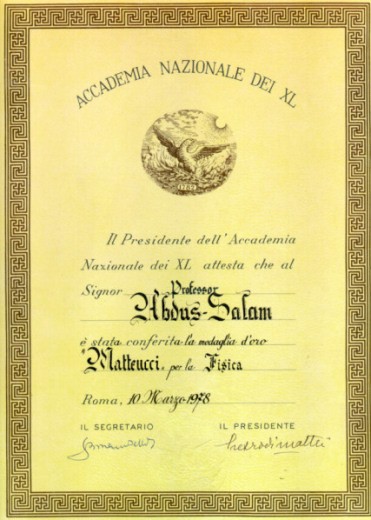 ACCADEMIA NAZIONALE DEI XL
1782
Il Presidente dell'Accademia
Nazionale dei XL attesta che al
Signor Professor
Abdus-Salam
è stata conferita la medaglia d'oro
"Matteucci" per la Fisica
Roma, 10 Marzo 1978
IL SEGRETARIO IL PRESIDENTE